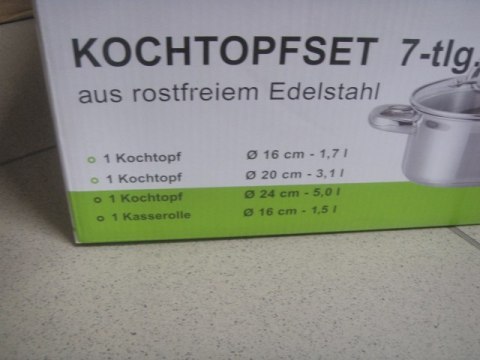 KOCHTOPFSET 7-tlg.
aus rostfreiem Edelstahl
1 Kochtopf Ø 16 cm - 1,7 l
1 Kochtopf Ø 20 cm - 3,1 l
1 Kochtopf Ø 24 cm - 5,0 l
1 Kasserolle Ø 16 cm - 1,5 l